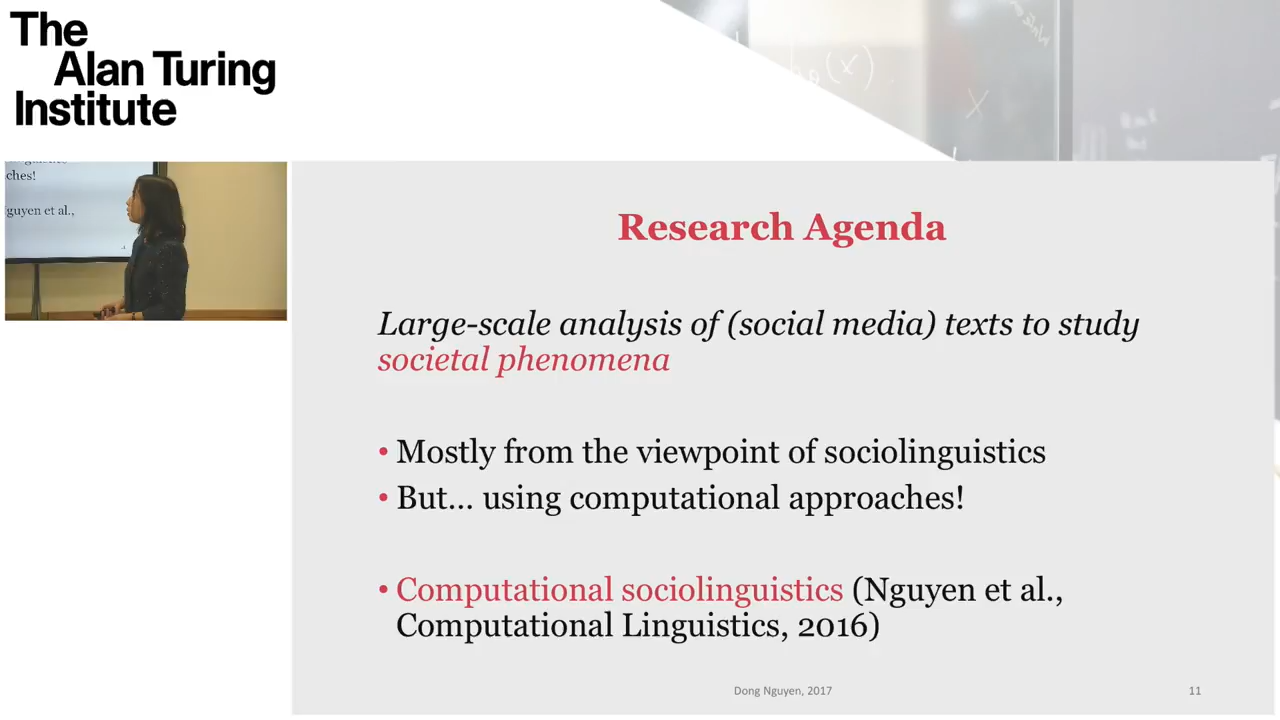 The
Alan Turing
Institute
ches!
guyen et al.,
Research Agenda
Large-scale analysis of (social media) texts to study
societal phenomena
• Mostly from the viewpoint of sociolinguistics
• But... using computational approaches!
• Computational sociolinguistics (Nguyen et al.,
Computational Linguistics, 2016)
Dong Nguyen, 2017
11